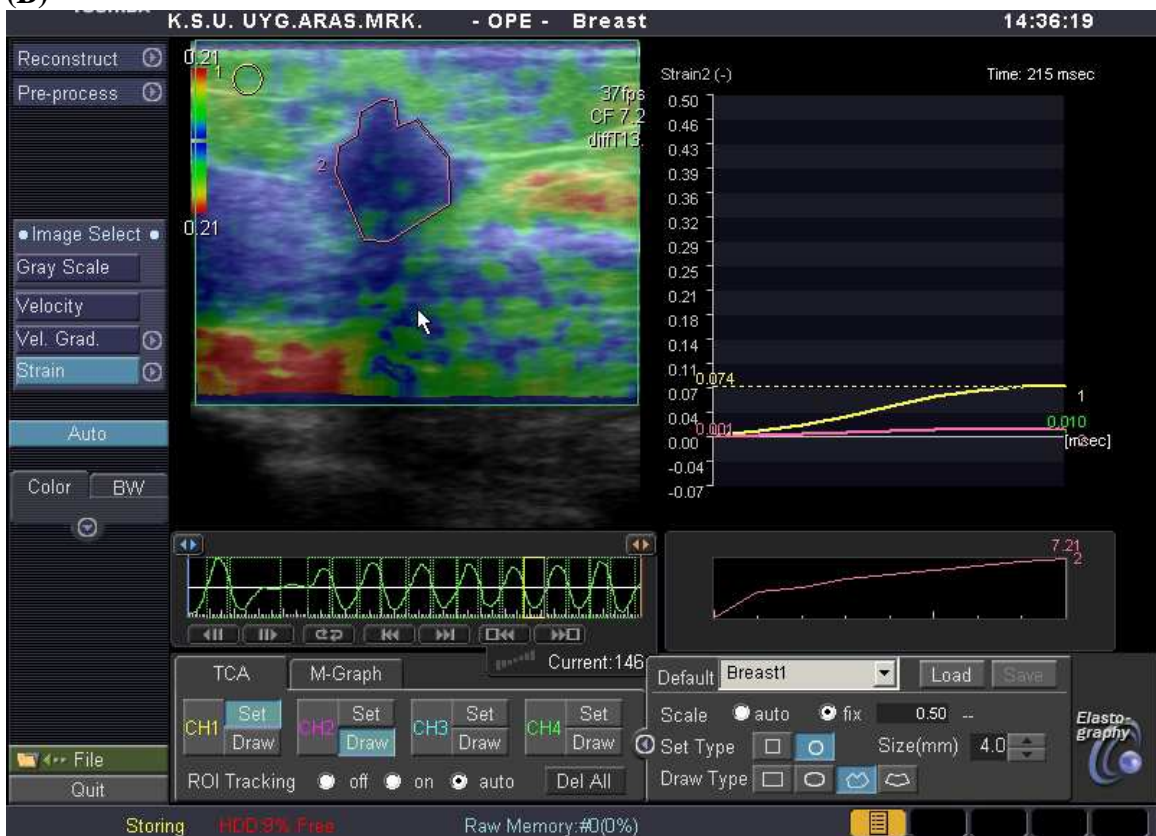 (B)
TOSHIBA K.S.U. UYG.ARAS.MRK. - OPE - Breast 14:36:19
Reconstruct
Pre-process
Image Select
Gray Scale
Velocity
Vel. Grad.
Strain
Auto
Color BW
File
Quit
0.21
1
37fps
CF 7.2
diffT13.
2
0.21
Strain2 (-) Time: 215 msec
0.50
0.46
0.43
0.39
0.36
0.32
0.29
0.25
0.21
0.18
0.14
0.11
0.074
0.07
1
0.04
0.001 0.010
0.00 [msec]
-0.04
-0.07
7.21
2
Current:146
TCA M-Graph
CH1 Set Draw
CH2 Set Draw
CH3 Set Draw
CH4 Set Draw
ROI Tracking off on auto Del All
Default Breast1 Load Save
Scale auto fix 0.50 --
Set Type Size(mm) 4.0
Draw Type
Elasto-
graphy
Storing HDD:9% Free Raw Memory:#0(0%)